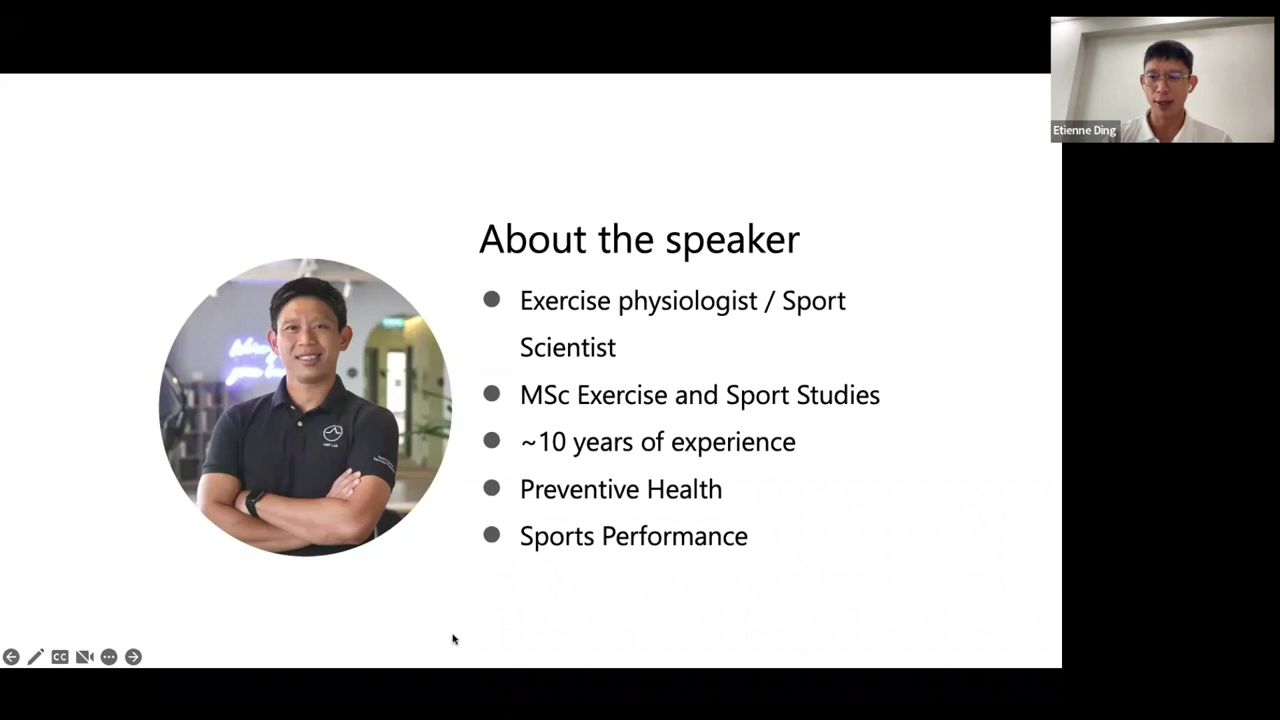 Etienne Ding
About the speaker
Exercise physiologist / Sport
Scientist
MSc Exercise and Sport Studies
~10 years of experience
Preventive Health
Sports Performance
CC